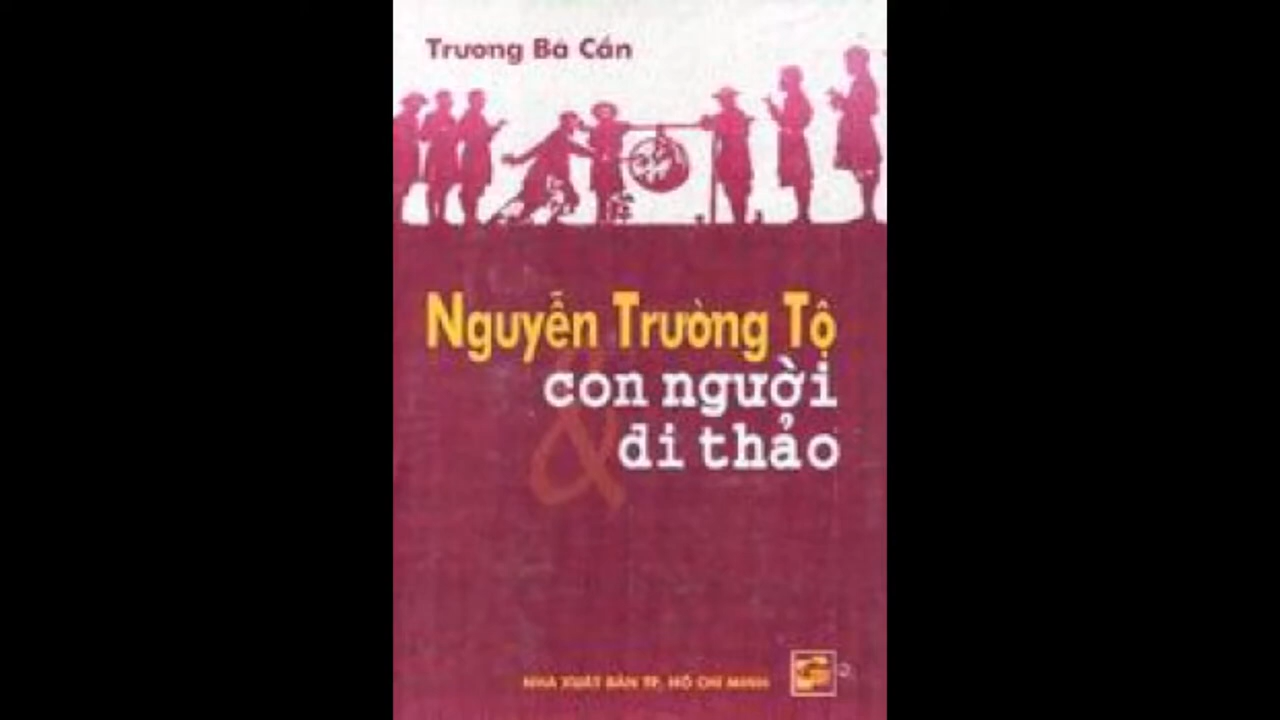 Trương Bá Cần
Nguyễn Trường Tộ
con người
& di thảo
NHÀ XUẤT BẢN TP. HỒ CHÍ MINH